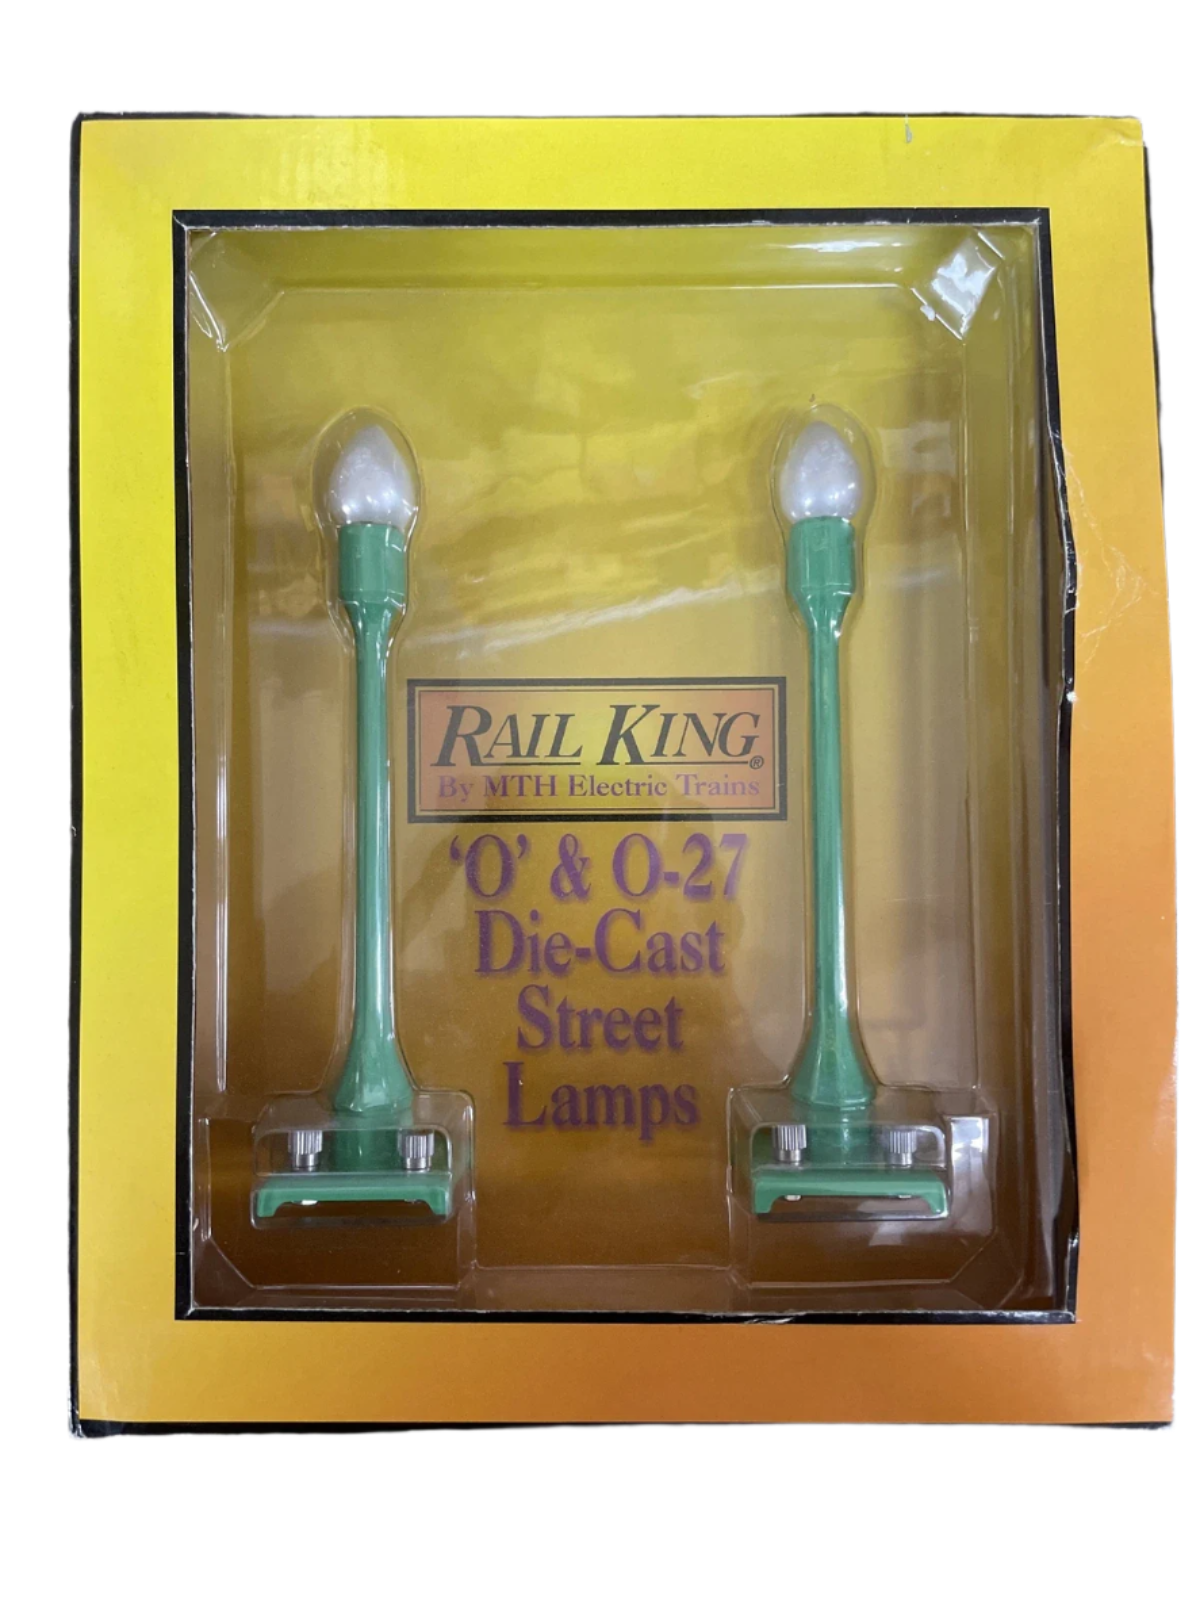 RAIL KING®
By MTH Electric Trains
‘O’ & O-27
Die-Cast
Street
Lamps